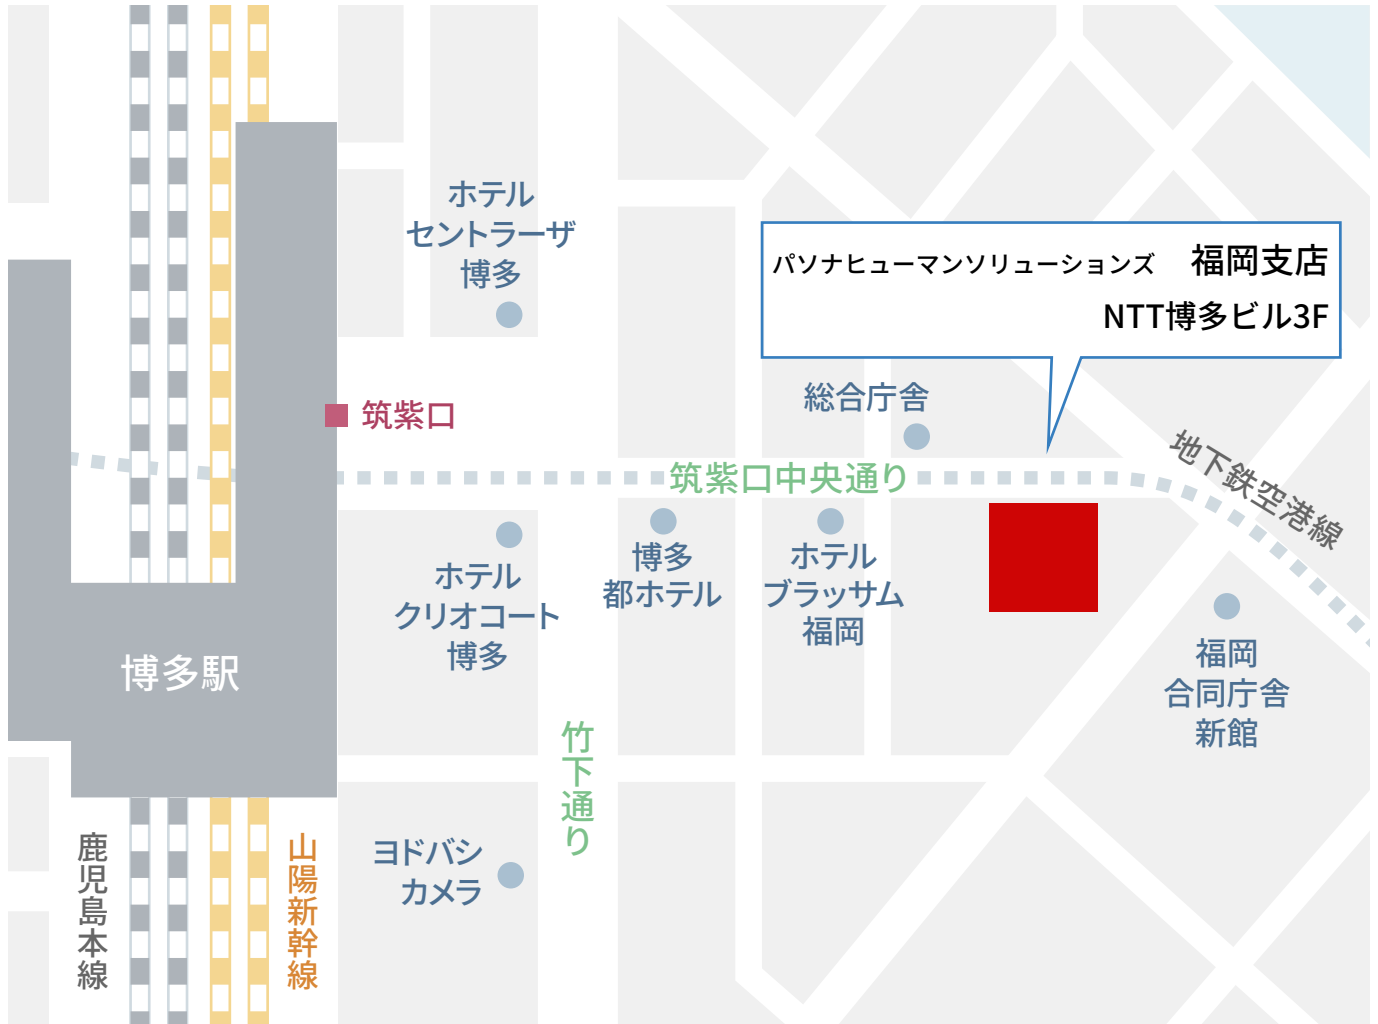 ホテル
セントラーザ
博多
パソナヒューマンソリューションズ 福岡支店
NTT博多ビル3F
総合庁舎
筑紫口
地下鉄空港線
筑紫口中央通り
ホテル
クリオコート
博多
博多
都ホテル
ホテル
ブラッサム
福岡
福岡
合同庁舎
新館
博多駅
竹下通り
鹿児島本線
山陽新幹線
ヨドバシ
カメラ